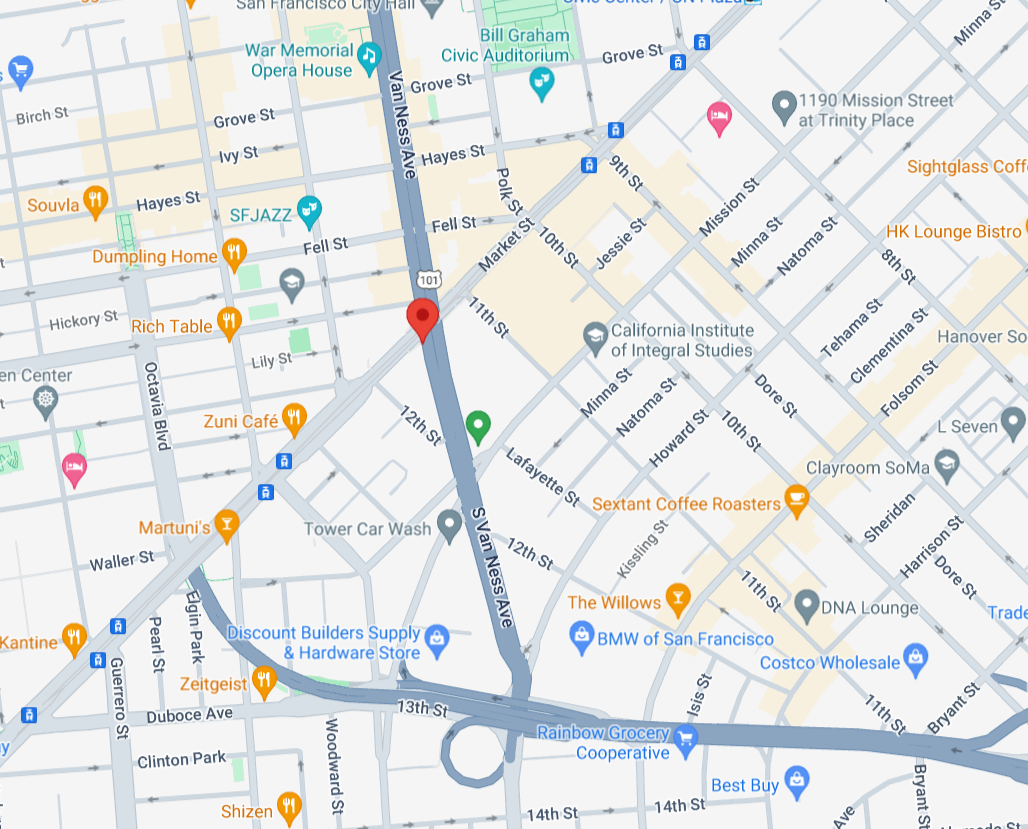 San Francisco City Hall
Civic Center / UN Plaza
Minna St
War Memorial
Opera House
Bill Graham
Civic Auditorium
Grove St
Van Ness Ave
Grove St
Birch St
Grove St
1190 Mission Street
at Trinity Place
Ivy St
Hayes St
9th St
Sightglass Coff
Souvla
Hayes St
SFJAZZ
Polk St
Mission St
Fell St
Market St
10th St
Jessie St
Minna St
Natoma St
HK Lounge Bistro
Dumpling Home
Fell St
8th St
101
Hickory St
Rich Table
11th St
California Institute
of Integral Studies
Tehama St
Clementina St
Hanover So
Lily St
en Center
Octavia Blvd
Minna St
Natoma St
Dore St
Folsom St
Zuni Café
12th St
Howard St
10th St
L Seven
Lafayette St
Clayroom SoMa
Sextant Coffee Roasters
Martuni's
Tower Car Wash
S Van Ness Ave
12th St
Kissling St
Sheridan
Harrison St
Waller St
Dore St
Elgin Park
The Willows
11th St
DNA Lounge
Trade
Kantine
Pearl St
Discount Builders Supply
& Hardware Store
BMW of San Francisco
Costco Wholesale
Guerrero St
Zeitgeist
Isis St
11th St
Bryant St
Duboce Ave
13th St
Woodward St
Rainbow Grocery
Cooperative
Clinton Park
Best Buy
Bryant St
Shizen
14th St
14th St
Ave